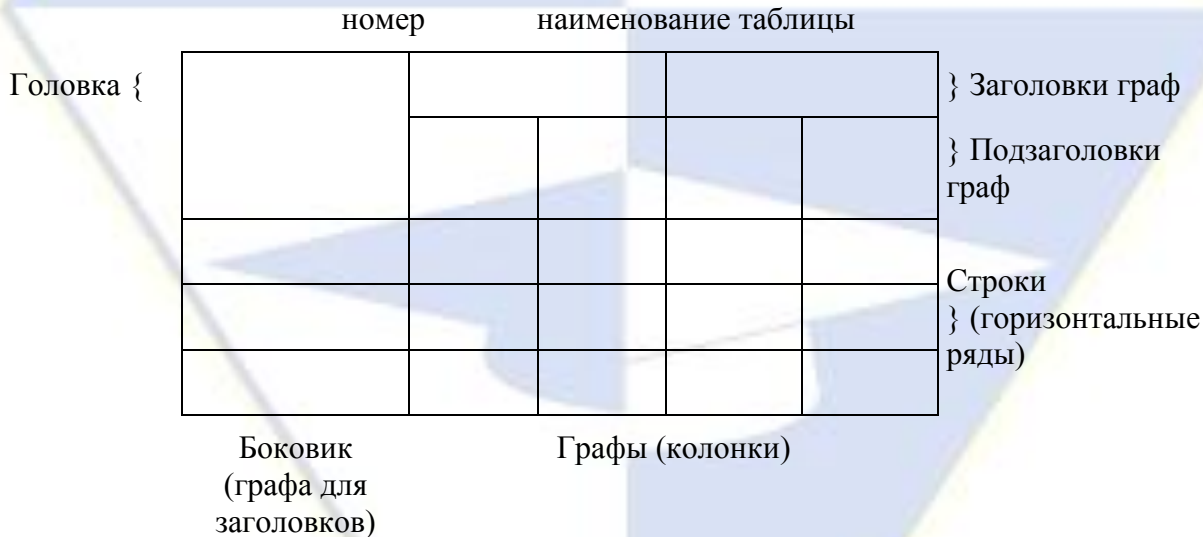 номер наименование таблицы
Головка {
} Заголовки граф
} Подзаголовки
граф
Строки
} (горизонтальные
ряды)
Боковик
(графа для
заголовков)
Графы (колонки)